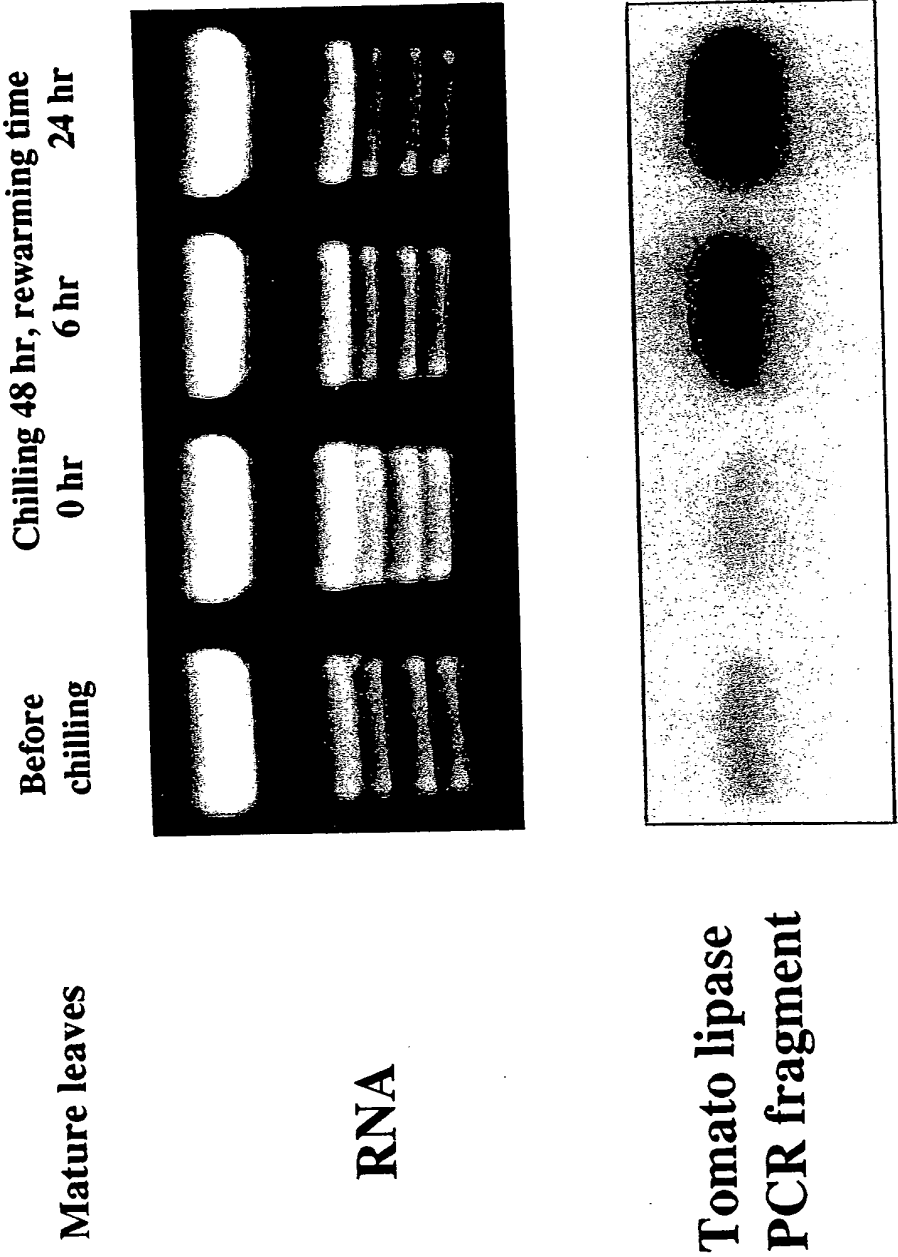 Mature leaves
Before
chilling
Chilling 48 hr, rewarming time
0 hr
6 hr
24 hr
RNA
Tomato lipase
PCR fragment